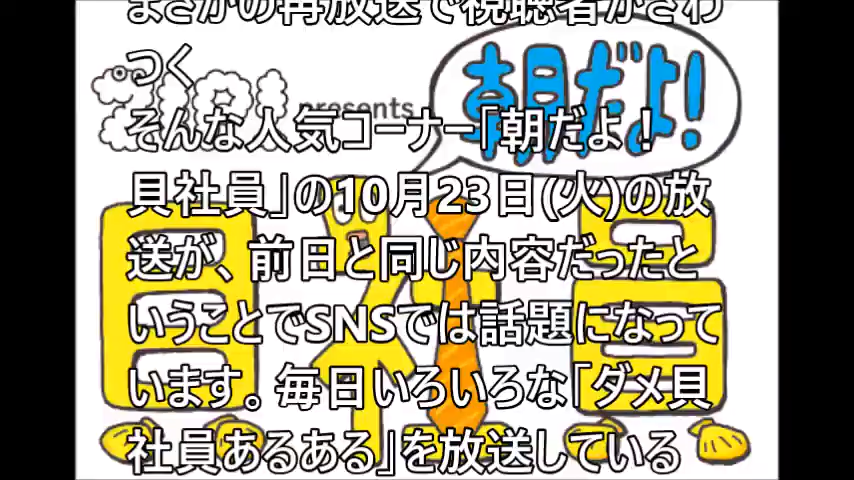 まさかの再放送で視聴者がざわ
つく
ZIP! presents
朝だよ!
そんな人気コーナー「朝だよ！
貝社員」の10月23日(火)の放
送が、前日と同じ内容だったと
いうことでSNSでは話題になって
います。毎日いろいろな「ダメ貝
社員あるある」を放送している
貝社員